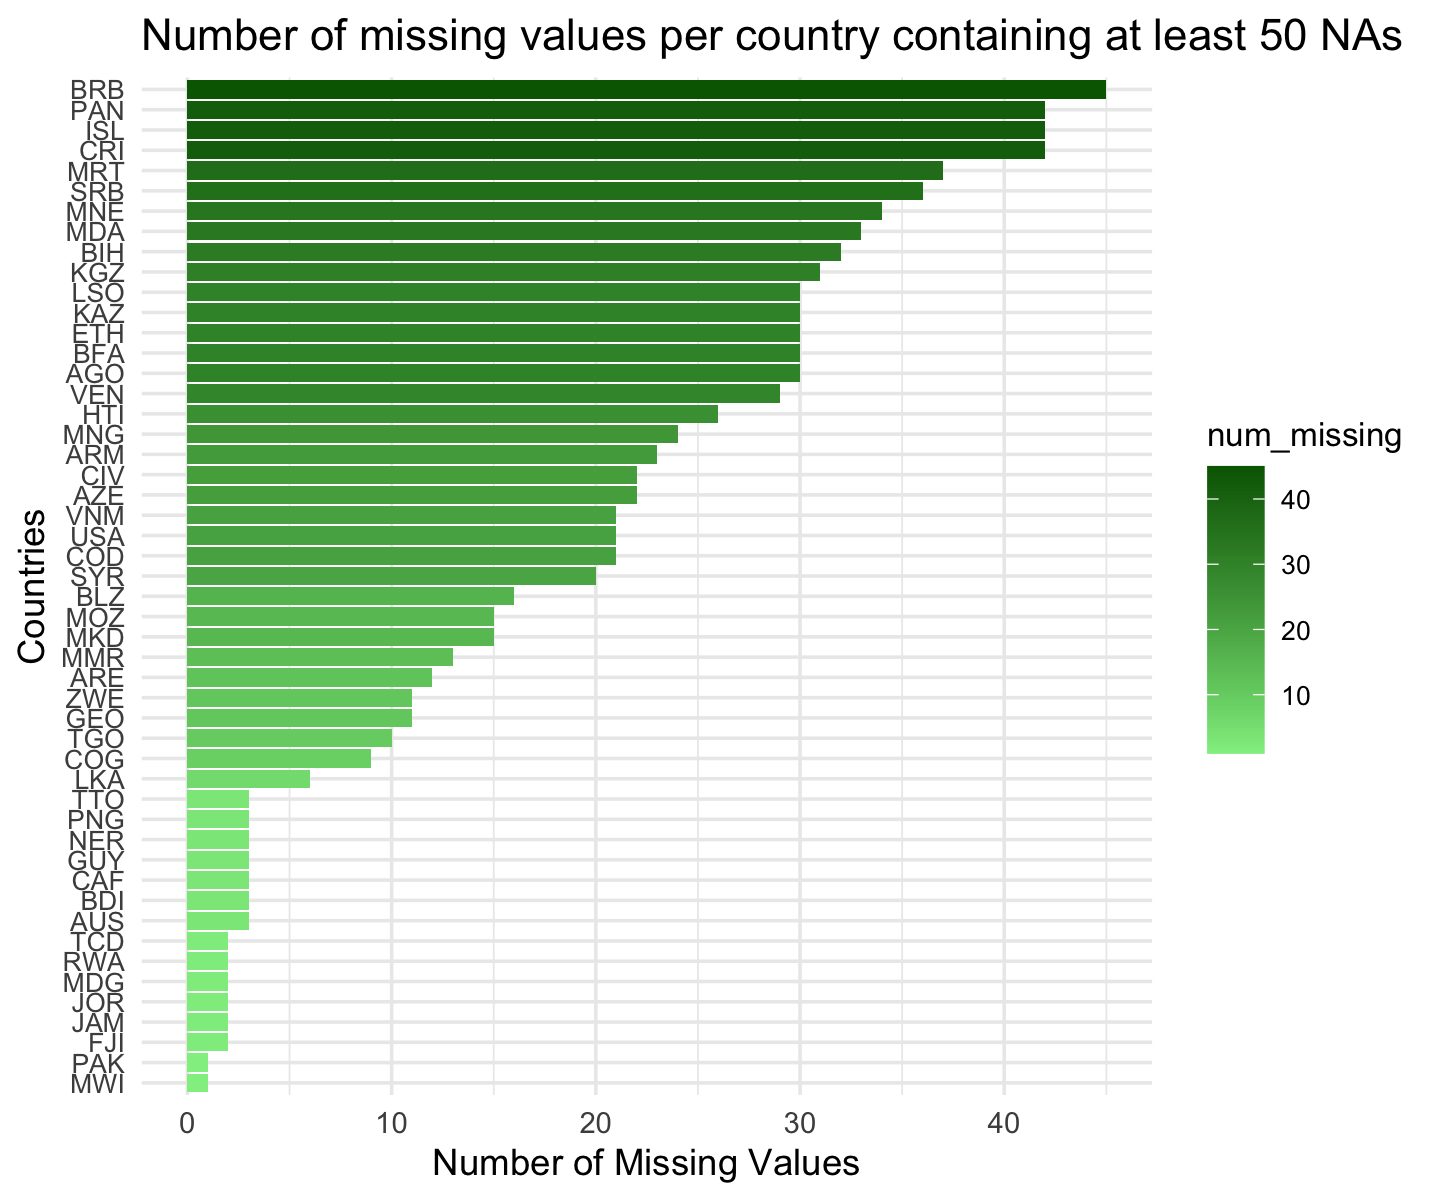 Number of missing values per country containing at least 50 NAs
BRB
PAN
ISL
CRI
MRT
SRB
MNE
MDA
BIH
KGZ
LSO
KAZ
ETH
BFA
AGO
VEN
HTI
MNG
ARM
CIV
AZE
VNM
USA
COD
SYR
BLZ
MOZ
MKD
MMR
ARE
ZWE
GEO
TGO
COG
LKA
TTO
PNG
NER
GUY
CAF
BDI
AUS
TCD
RWA
MDG
JOR
JAM
FJI
PAK
MWI
Countries
0 10 20 30 40
Number of Missing Values
num_missing
40
30
20
10